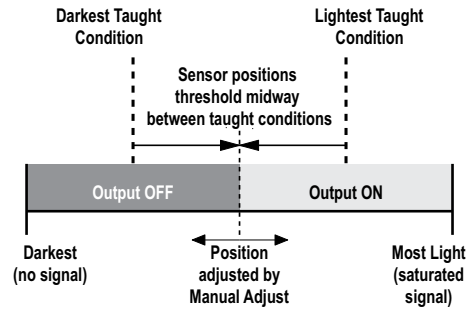 Darkest Taught
Condition
Lightest Taught
Condition
Sensor positions
threshold midway
between taught conditions
Output OFF
Output ON
Darkest
(no signal)
Position
adjusted by
Manual Adjust
Most Light
(saturated
signal)